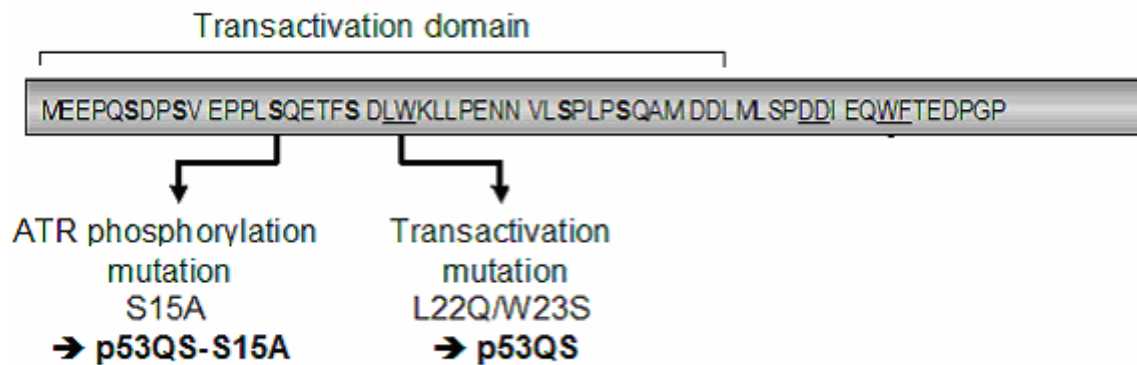 Transactivation domain
MEEPQSDPSV EPPLSQETFS DLWKLLPENN VLSPLPSQAM DDLMLSPDDI EQWFTEDPGP
ATR phosphorylation
mutation
S15A
➔ p53QS-S15A
Transactivation
mutation
L22Q/W23S
➔ p53QS